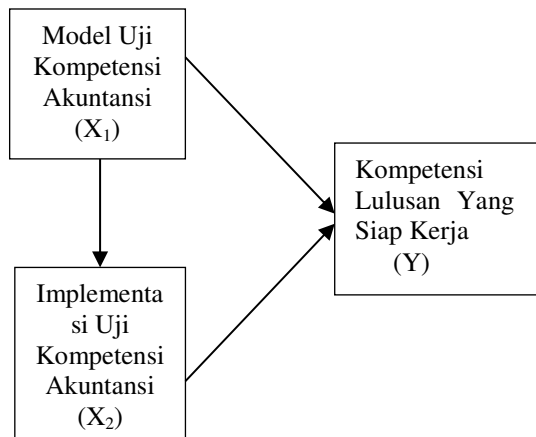 Model Uji
Kompetensi
Akuntansi
(X₁)
Kompetensi
Lulusan Yang
Siap Kerja
(Y)
Implementa
si Uji
Kompetensi
Akuntansi
(X₂)